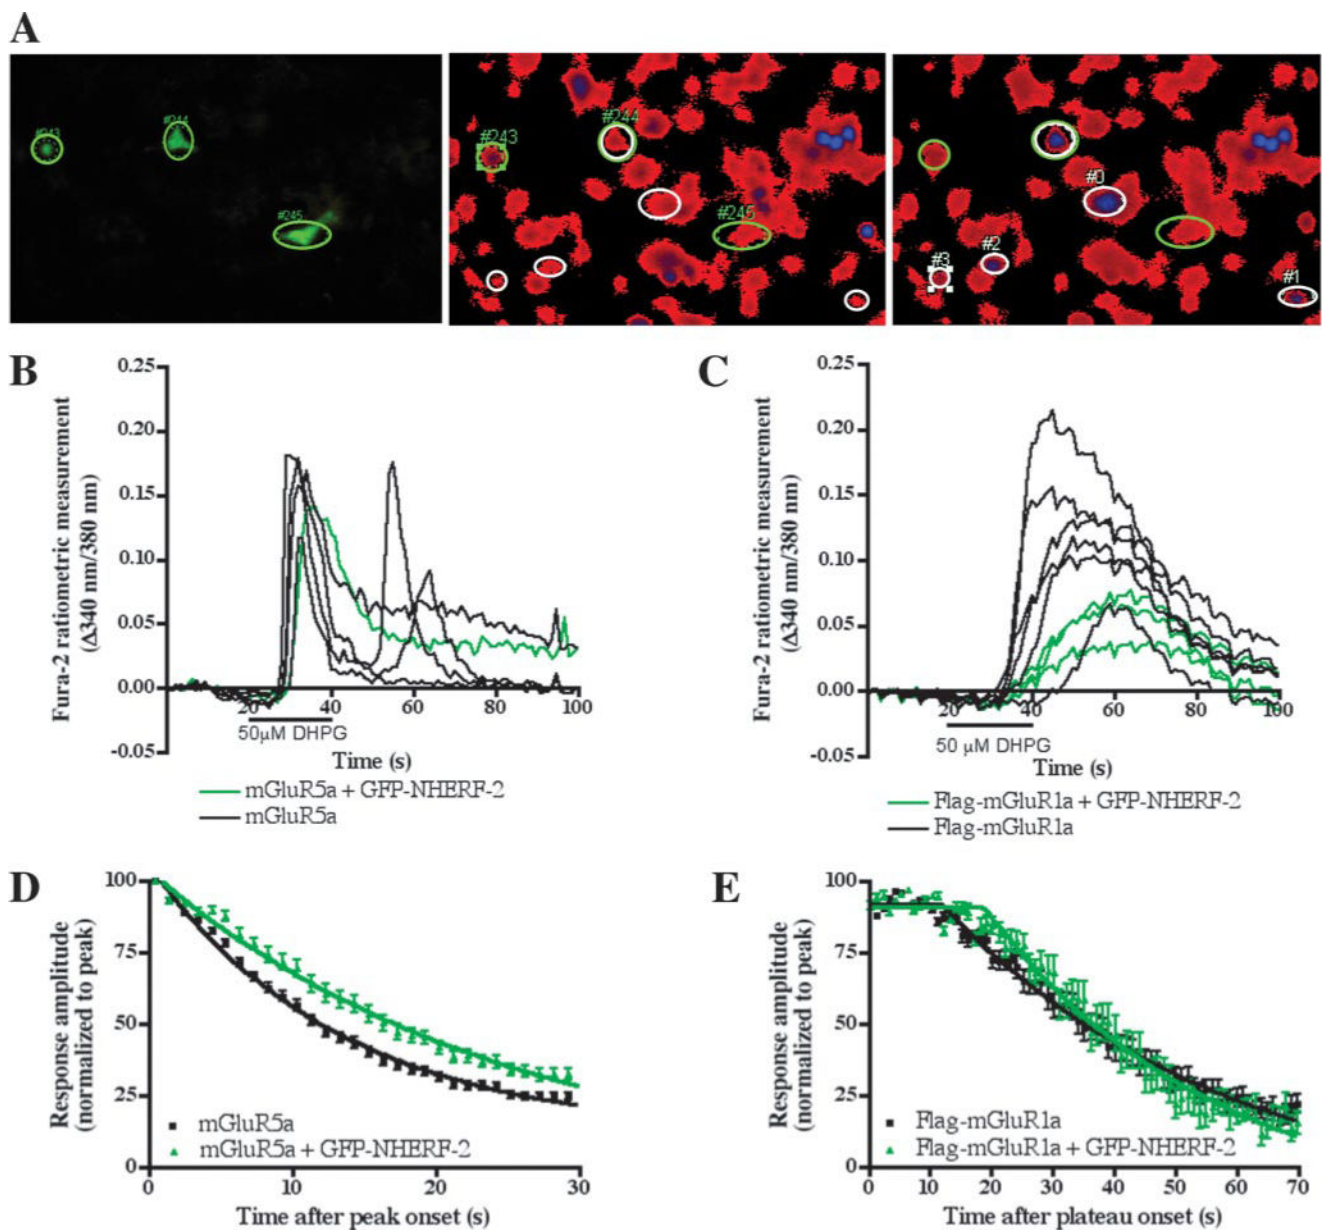 A
#243
#244
#245
#243
#244
#245
#0
#2
#3
#1
B
Fura-2 ratiometric measurement
(Δ340 nm/380 nm)
0.25
0.20
0.15
0.10
0.05
0.00
-0.05
20
40
60
80
100
50μM DHPG
Time (s)
mGluR5a + GFP-NHERF-2
mGluR5a
C
Fura-2 ratiometric measurement
(Δ340 nm/380 nm)
0.25
0.20
0.15
0.10
0.05
0.00
-0.05
20
40
60
80
100
50 μM DHPG
Time (s)
Flag-mGluR1a + GFP-NHERF-2
Flag-mGluR1a
D
Response amplitude
(normalized to peak)
100
75
50
25
0
mGluR5a
mGluR5a + GFP-NHERF-2
0
10
20
30
Time after peak onset (s)
E
Response amplitude
(normalized to peak)
100
75
50
25
0
Flag-mGluR1a
Flag-mGluR1a + GFP-NHERF-2
0
10
20
30
40
50
60
70
Time after plateau onset (s)